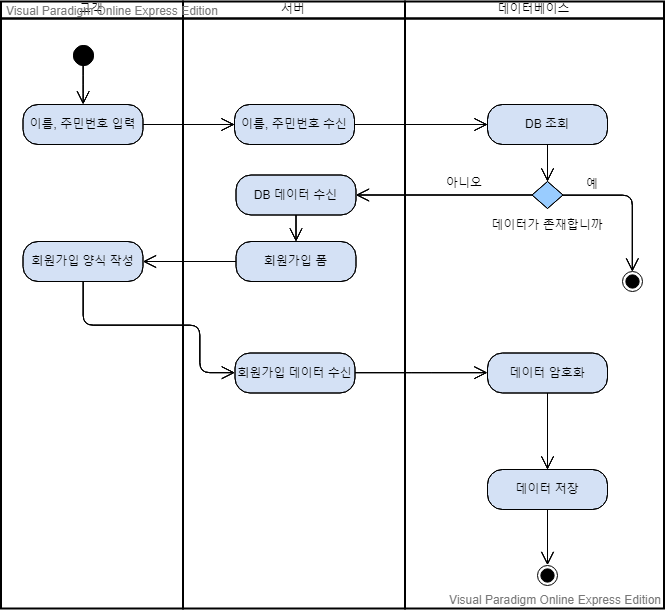 Visual Paradigm Online Express Edition
고객
서버
데이터베이스
이름, 주민번호 입력
이름, 주민번호 수신
DB 조회
아니오
예
DB 데이터 수신
데이터가 존재합니까
회원가입 양식 작성
회원가입 폼
회원가입 데이터 수신
데이터 암호화
데이터 저장
Visual Paradigm Online Express Edition